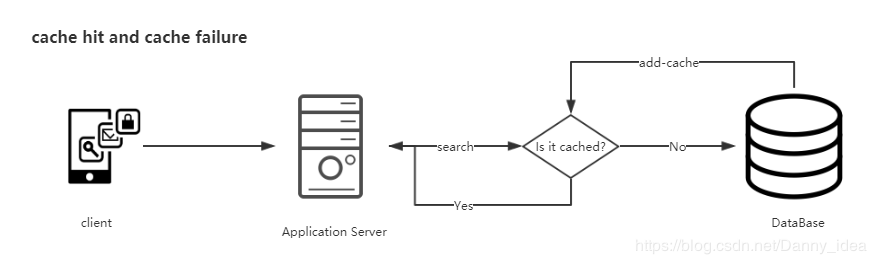 cache hit and cache failure
add-cache
search
Is it cached?
No
Yes
client
Application Server
DataBase
https://blog.csdn.net/Danny_idea